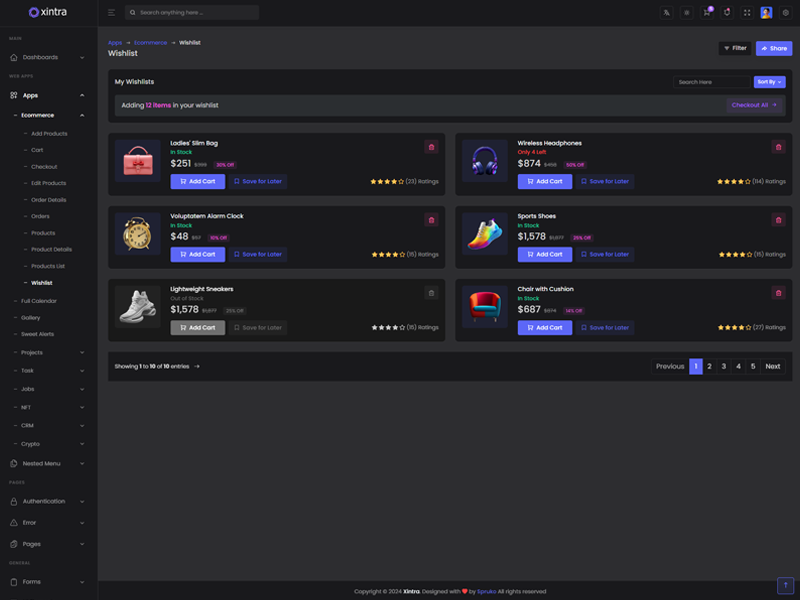 xintra
Search anything here ...
5
MAIN
Dashboards
WEB APPS
Apps
Ecommerce
Add Products
Cart
Checkout
Edit Products
Order Details
Orders
Products
Product Details
Products List
Wishlist
Full Calendar
Gallery
Sweet Alerts
Projects
Task
Jobs
NFT
CRM
Crypto
Nested Menu
PAGES
Authentication
Error
Pages
GENERAL
Forms
Apps → Ecommerce → Wishlist
Wishlist
Filter
Share
My Wishlists
Search Here
Sort By
Adding 12 items in your wishlist
Checkout All
Ladies' Slim Bag
In Stock
$251 30% Off
Add Cart Save for Later (23) Ratings
Wireless Headphones
Only 4 Left
$874 50% Off
Add Cart Save for Later (114) Ratings
Voluptatem Alarm Clock
In Stock
$48 10% Off
Add Cart Save for Later (15) Ratings
Sports Shoes
In Stock
$1,578 $1,877 25% Off
Add Cart Save for Later (15) Ratings
Lightweight Sneakers
Out of Stock
$1,578 $1,877 25% Off
Add Cart Save for Later (15) Ratings
Chair with Cushion
In Stock
$687 $874 14% Off
Add Cart Save for Later (27) Ratings
Showing 1 to 10 of 10 entries →
Previous 1 2 3 4 5 Next
Copyright © 2024 Xintra. Designed with ❤ by Spruko All rights reserved